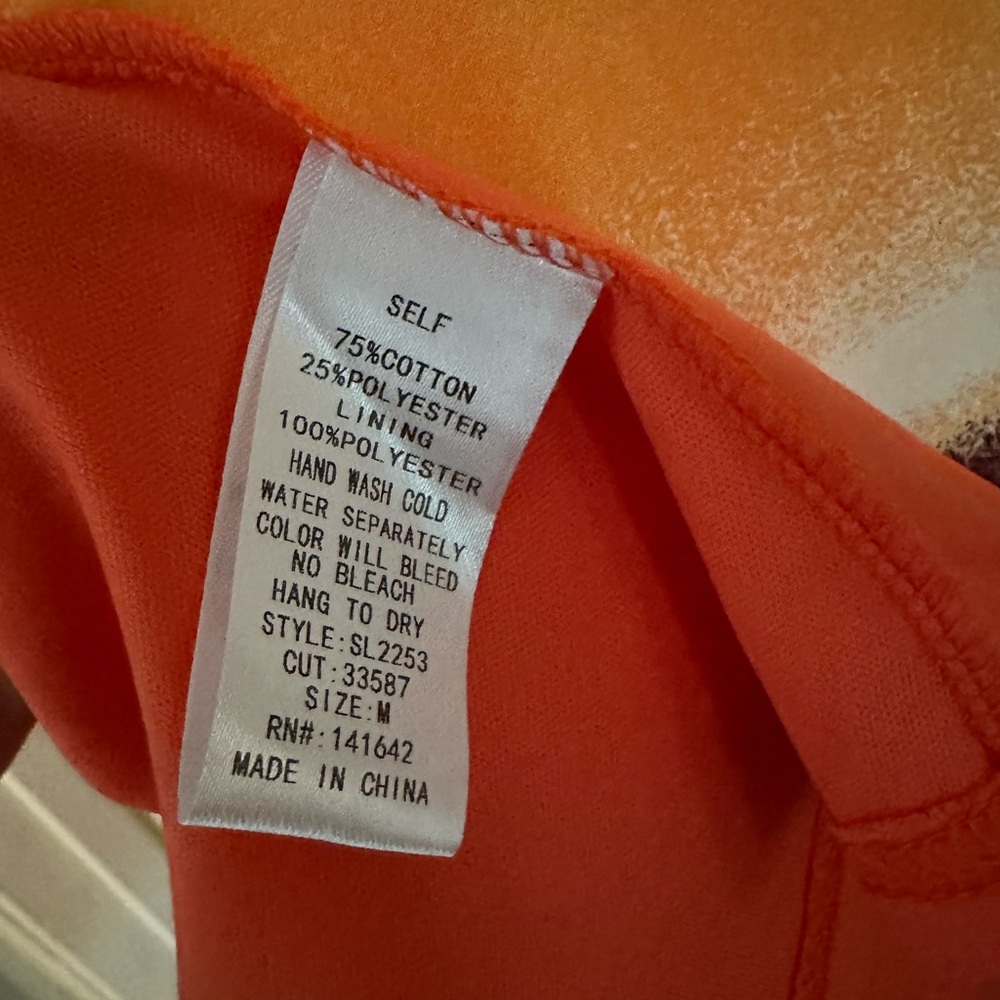 SELF
75%COTTON
25%POLYESTER
LINING
100%POLYESTER
HAND WASH COLD
WATER SEPARATELY
COLOR WILL BLEED
NO BLEACH
HANG TO DRY
STYLE:SL2253
CUT:33587
SIZE:M
RN#:141642
MADE IN CHINA